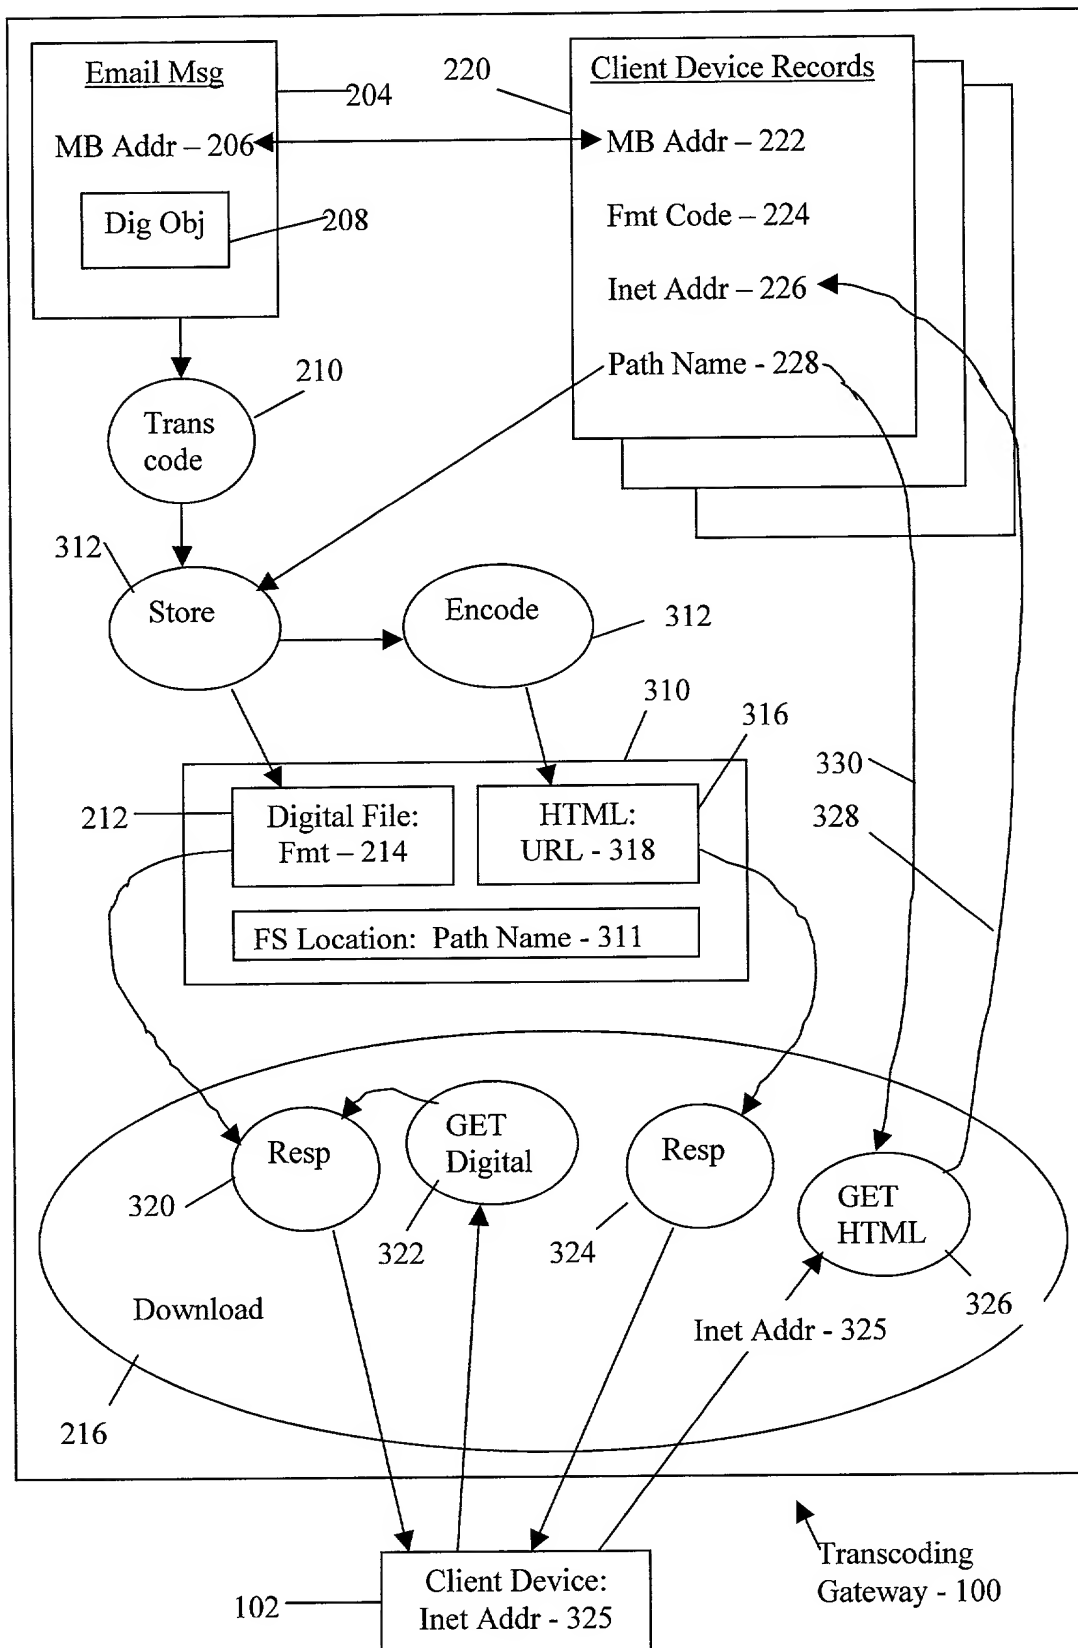 Email Msg
204
MB Addr – 206
Dig Obj
208
220
Client Device Records
MB Addr – 222
Fmt Code – 224
Inet Addr – 226
Path Name - 228
210
Trans
code
312
Store
Encode
312
310
316
330
328
212
Digital File:
Fmt – 214
HTML:
URL - 318
FS Location:  Path Name - 311
Resp
320
GET
Digital
322
Resp
324
GET
HTML
326
Download
Inet Addr - 325
216
102
Client Device:
Inet Addr - 325
Transcoding
Gateway - 100